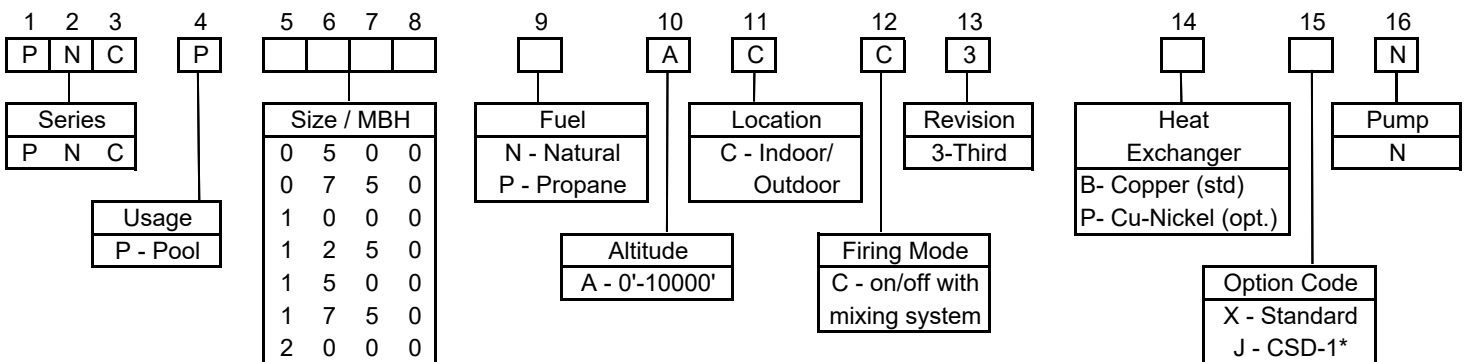 1 2 3 4 5 6 7 8 9 10 11 12 13 14 15 16
P N C P A C C 3 N
Series
P N C
Usage
P - Pool
Size / MBH
0 5 0 0
0 7 5 0
1 0 0 0
1 2 5 0
1 5 0 0
1 7 5 0
2 0 0 0
Fuel
N - Natural
P - Propane
Altitude
A - 0'-10000'
Location
C - Indoor/
Outdoor
Firing Mode
C - on/off with
mixing system
Revision
3-Third
Heat
Exchanger
B- Copper (std)
P- Cu-Nickel (opt.)
Option Code
X - Standard
J - CSD-1*
Pump
N